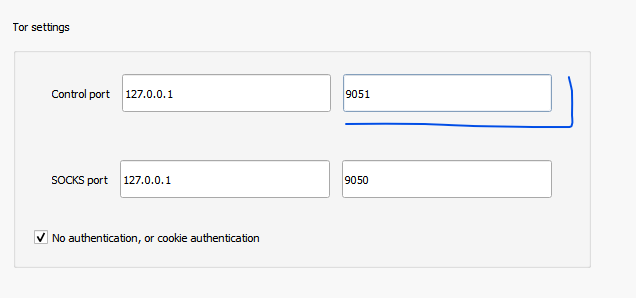 Tor settings
Control port 127.0.0.1 9051
SOCKS port 127.0.0.1 9050
No authentication, or cookie authentication